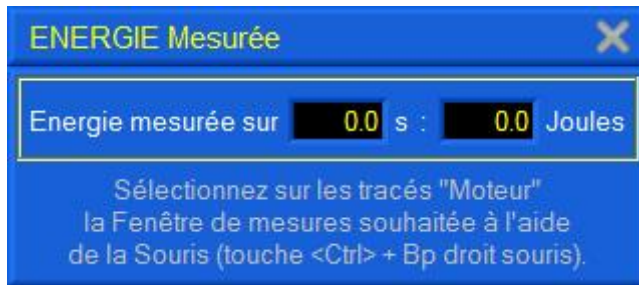 ENERGIE Mesurée
Energie mesurée sur 0.0 s : 0.0 Joules
Sélectionnez sur les tracés "Moteur"
la Fenêtre de mesures souhaitée à l'aide
de la Souris (touche <Ctrl> + Bp droit souris).